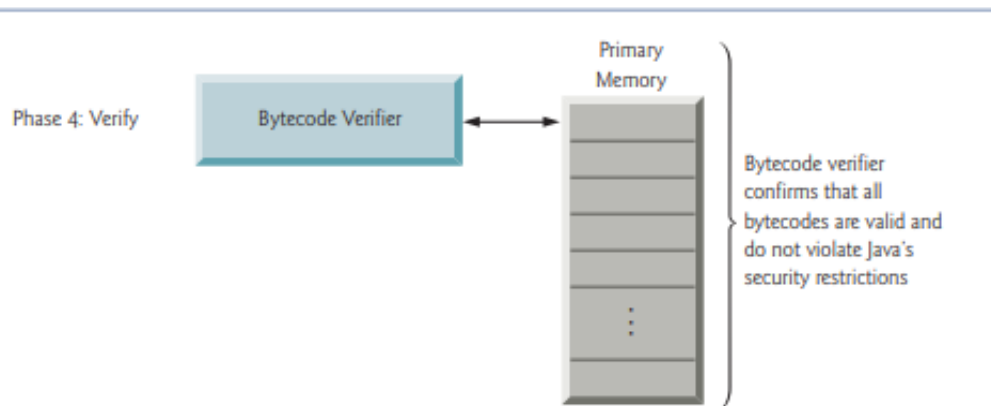 Primary
Memory
Phase 4: Verify
Bytecode Verifier
Bytecode verifier
confirms that all
bytecodes are valid and
do not violate Java's
security restrictions